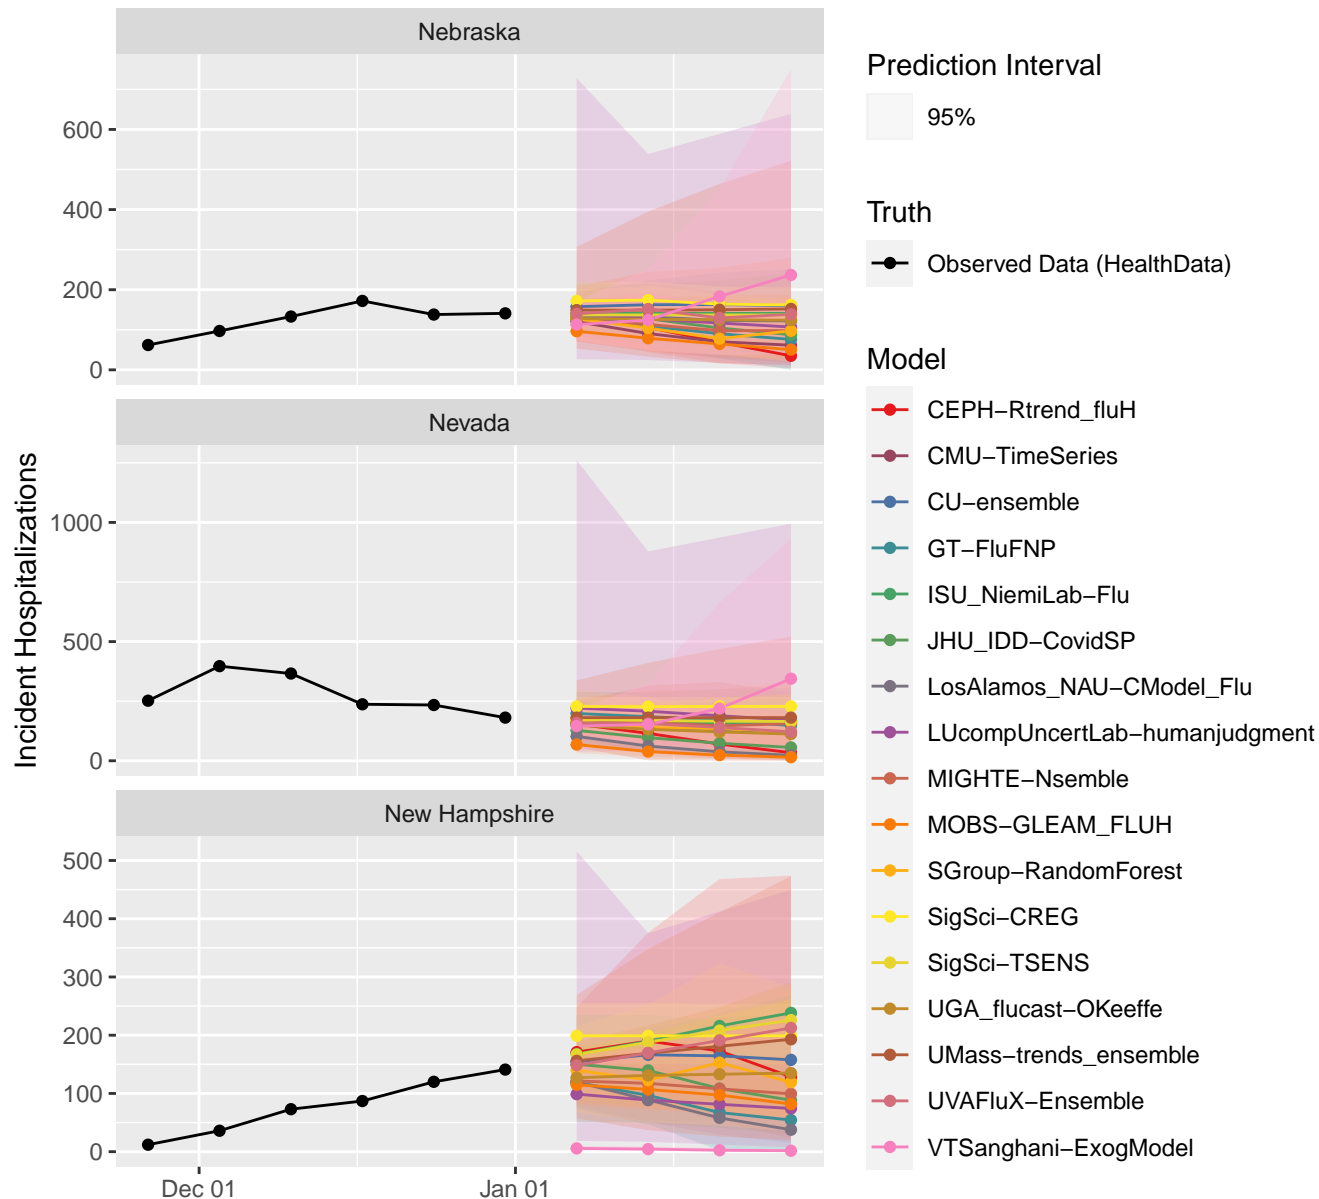 Nebraska
600
400
200
0
Nevada
1000
500
0
New Hampshire
500
400
300
200
100
0
Dec 01
Jan 01
Incident Hospitalizations
Prediction Interval
95%
Truth
Observed Data (HealthData)
Model
CEPH−Rtrend_fluH
CMU−TimeSeries
CU−ensemble
GT−FluFNP
ISU_NiemiLab−Flu
JHU_IDD−CovidSP
LosAlamos_NAU−CModel_Flu
LUcompUncertLab−humanjudgment
MIGHTE−Nsemble
MOBS−GLEAM_FLUH
SGroup−RandomForest
SigSci−CREG
SigSci−TSENS
UGA_flucast−OKeeffe
UMass−trends_ensemble
UVAFluX−Ensemble
VTSanghani−ExogModel